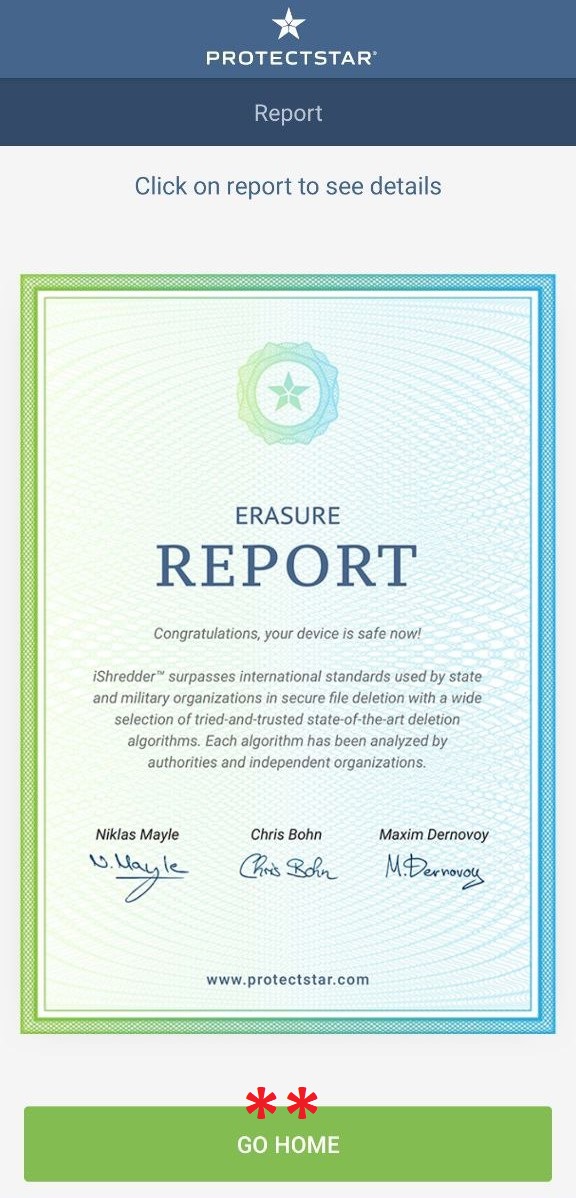 PROTECTSTAR®
Report
Click on report to see details
ERASURE
REPORT
Congratulations, your device is safe now!
iShredder™ surpasses international standards used by state
and military organizations in secure file deletion with a wide
selection of tried-and-trusted state-of-the-art deletion
algorithms. Each algorithm has been analyzed by
authorities and independent organizations.
Niklas Mayle Chris Bohn Maxim Dernovoy
N. Mayle Chris Bohn M. Dernovoy
www.protectstar.com
**
GO HOME